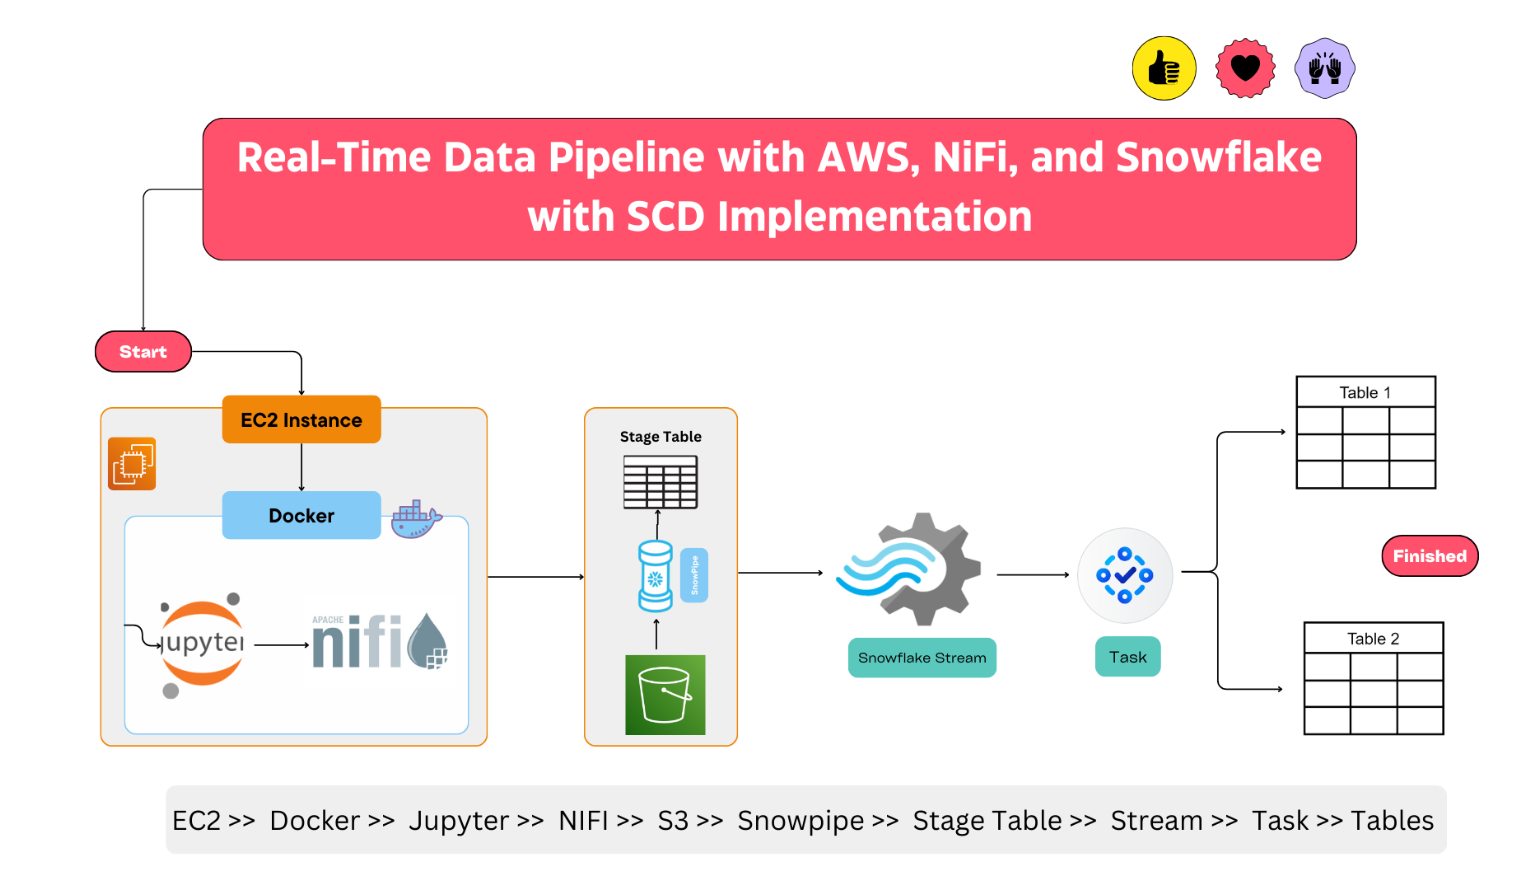 Real-Time Data Pipeline with AWS, NiFi, and Snowflake
with SCD Implementation
Start
EC2 Instance
Docker
jupyter
APACHE
nifi
Stage Table
SnowPipe
Snowflake Stream
Task
Table 1
Finished
Table 2
EC2 >> Docker >> Jupyter >> NIFI >> S3 >> Snowpipe >> Stage Table >> Stream >> Task >> Tables